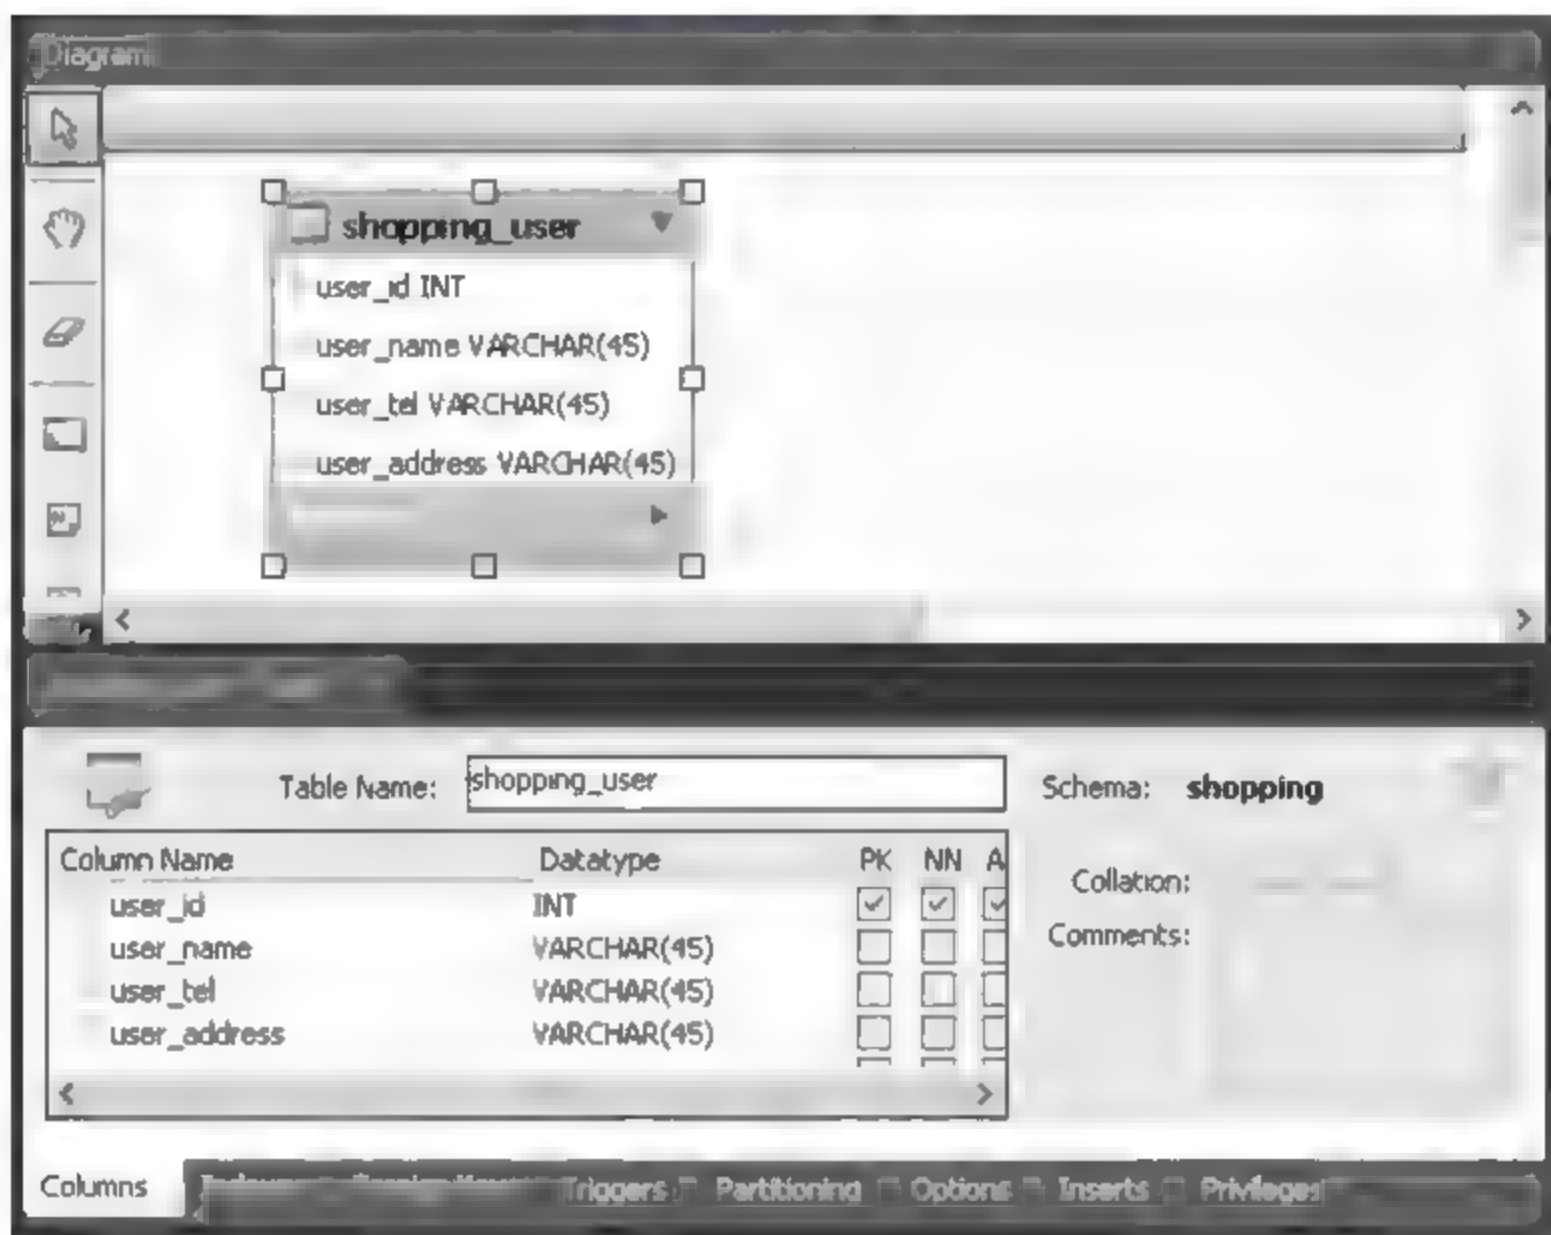 Diagram
shopping_user
user_id INT
user_name VARCHAR(45)
user_tel VARCHAR(45)
user_address VARCHAR(45)
Table Name: shopping_user Schema: shopping
Column Name Datatype PK NN A
user_id INT
user_name VARCHAR(45)
user_tel VARCHAR(45)
user_address VARCHAR(45)
Collation:
Comments:
Columns Triggers Partitioning Options Inserts Privileges